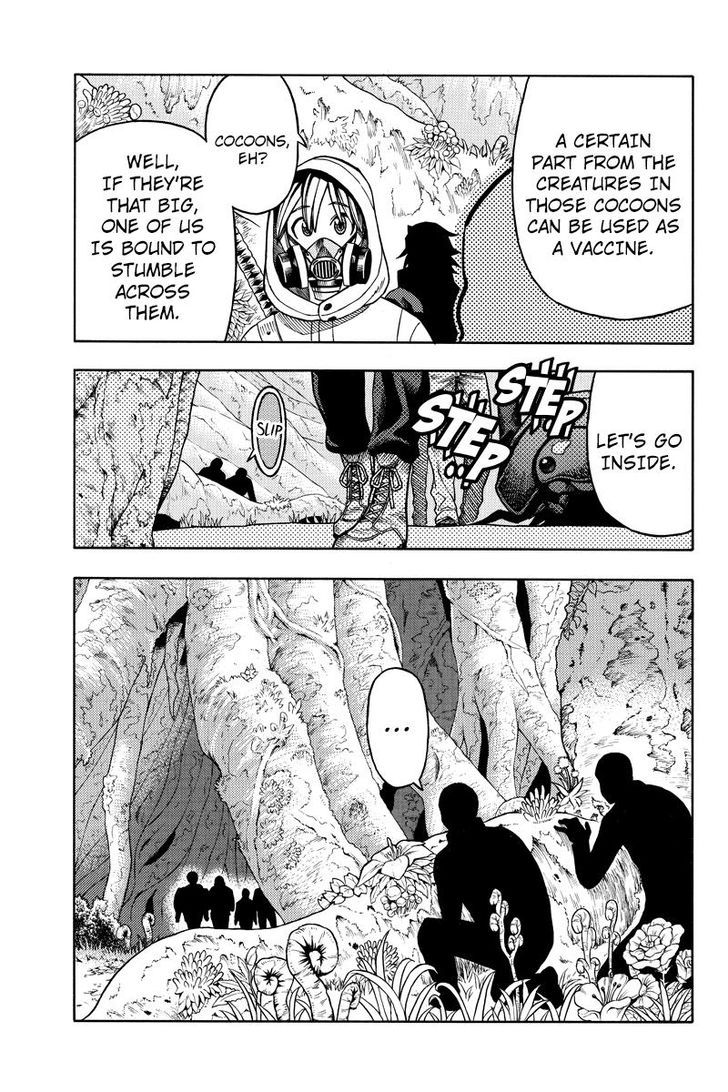 A CERTAIN
PART FROM THE
CREATURES IN
THOSE COCOONS
CAN BE USED AS
A VACCINE.
COCOONS,
EH?
WELL,
IF THEY'RE
THAT BIG,
ONE OF US
IS BOUND TO
STUMBLE
ACROSS
THEM.
LET'S GO
INSIDE.
STEP
STEP
..
SLIP
...